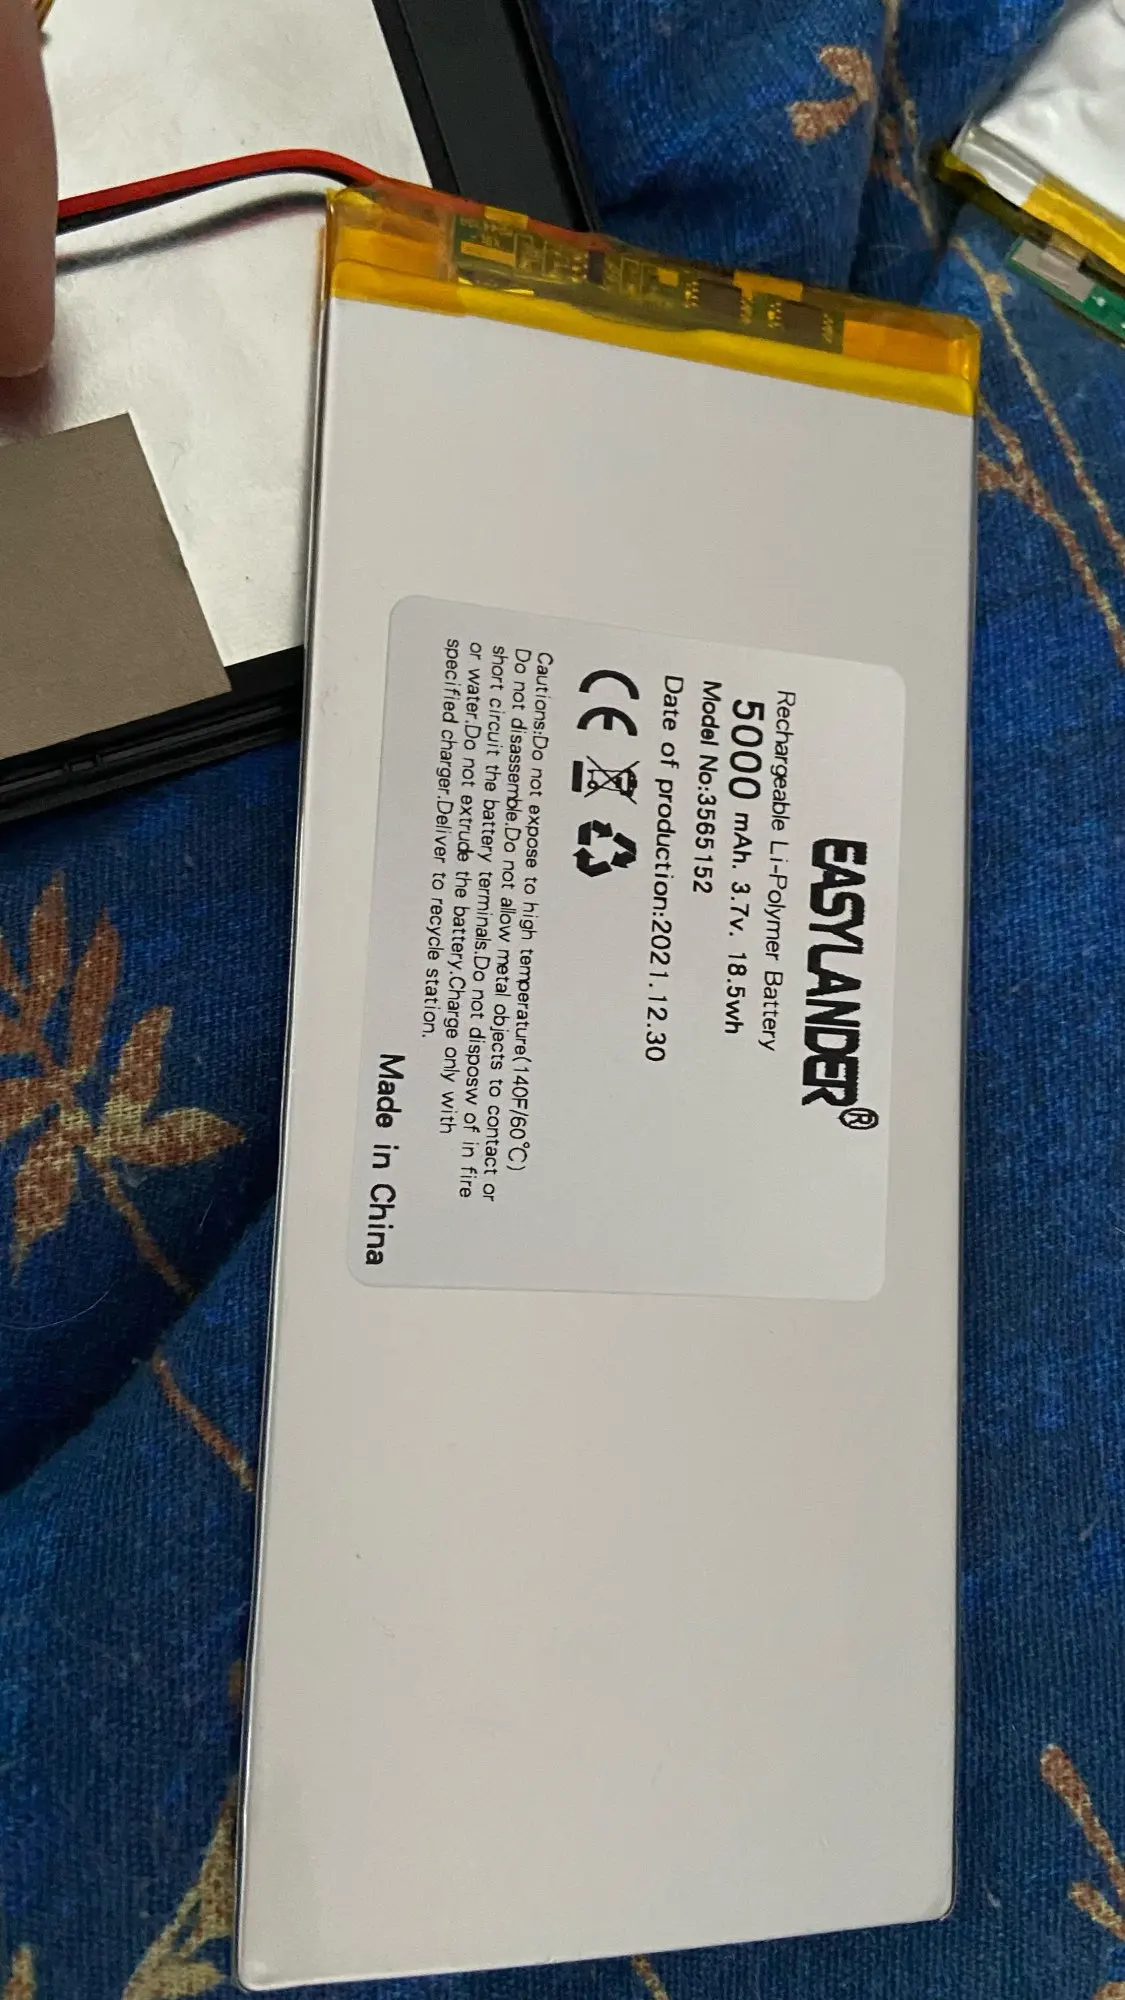 EASYLANDER®
Rechargeable Li-Polymer Battery
5000 mAh. 3.7v. 18.5wh
Model No:3565152
Date of production:2021.12.30
CE
Cautions:Do not expose to high temperature(140F/60°C)
Do not disassemble.Do not allow metal objects to contact or
short circuit the battery terminals.Do not disposw of in fire
or water.Do not extrude the battery.Charge only with
specified charger.Deliver to recycle station.
Made in China